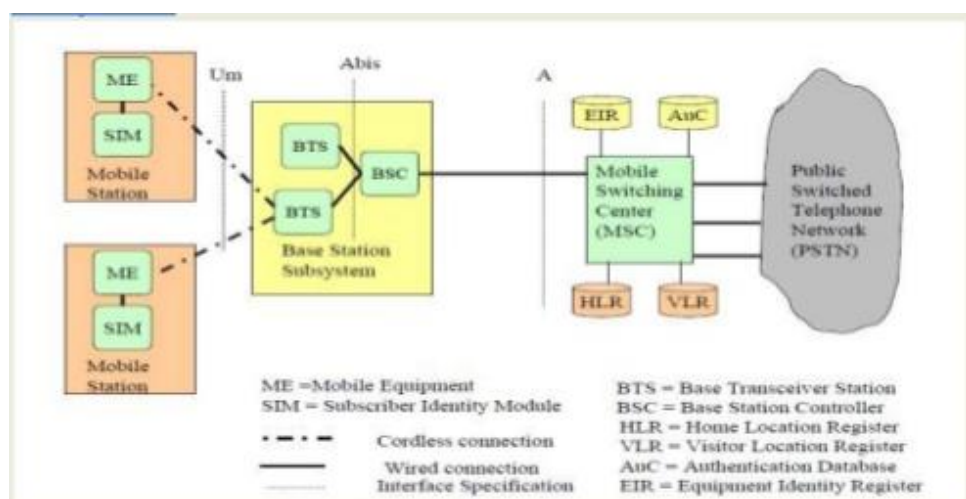 ME
SIM
Mobile
Station
Um
Abis
A
BTS
BSC
BTS
Base Station
Subsystem
EIR
AuC
Mobile
Switching
Center
(MSC)
Public
Switched
Telephone
Network
(PSTN)
HLR
VLR
ME
SIM
Mobile
Station
ME =Mobile Equipment
SIM = Subscriber Identity Module
Cordless connection
Wired connection
Interface Specification
BTS = Base Transceiver Station
BSC = Base Station Controller
HLR = Home Location Register
VLR = Visitor Location Register
AuC = Authentication Database
EIR = Equipment Identity Register